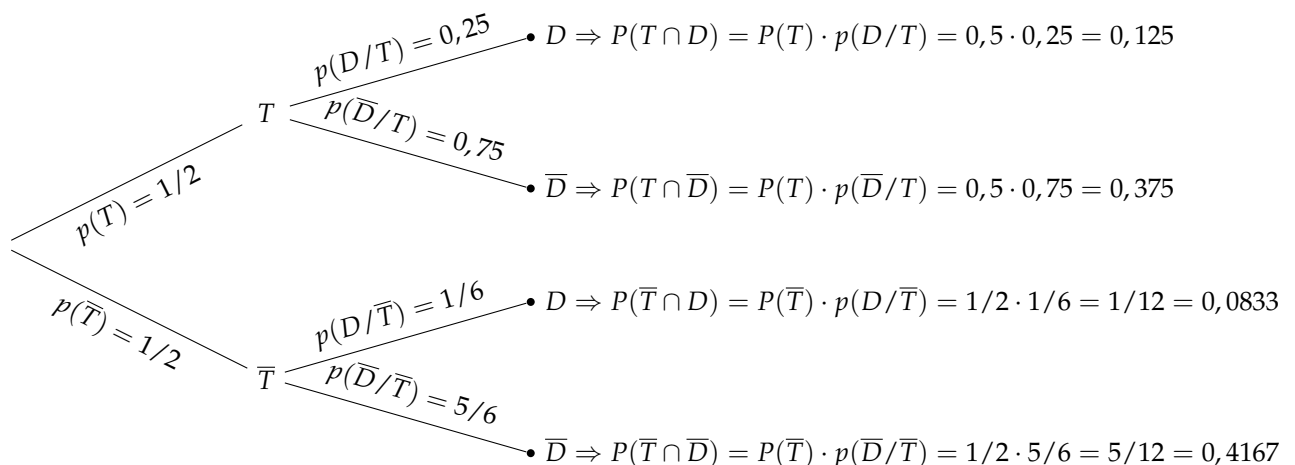 p(D/T) = 0,25
D ⇒ P(T ∩ D) = P(T) · p(D/T) = 0,5 · 0,25 = 0,125
T
p(D̅/T) = 0,75
D̅ ⇒ P(T ∩ D̅) = P(T) · p(D̅/T) = 0,5 · 0,75 = 0,375
p(T) = 1/2
p(T̅) = 1/2
p(D/T̅) = 1/6
D ⇒ P(T̅ ∩ D) = P(T̅) · p(D/T̅) = 1/2 · 1/6 = 1/12 = 0,0833
T̅
p(D̅/T̅) = 5/6
D̅ ⇒ P(T̅ ∩ D̅) = P(T̅) · p(D̅/T̅) = 1/2 · 5/6 = 5/12 = 0,4167